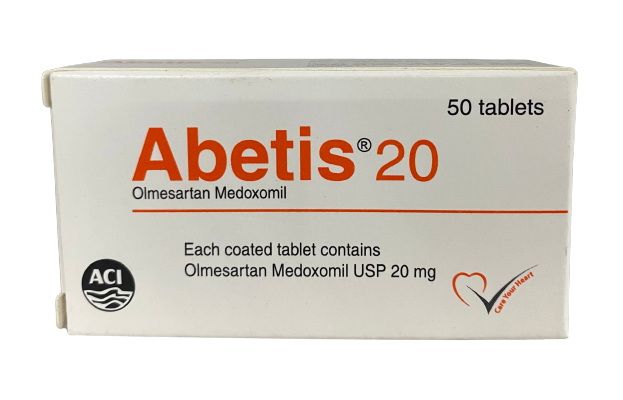 50 tablets
Abetis® 20
Olmesartan Medoxomil
Each coated tablet contains
Olmesartan Medoxomil USP 20 mg
ACI
Care Your Heart